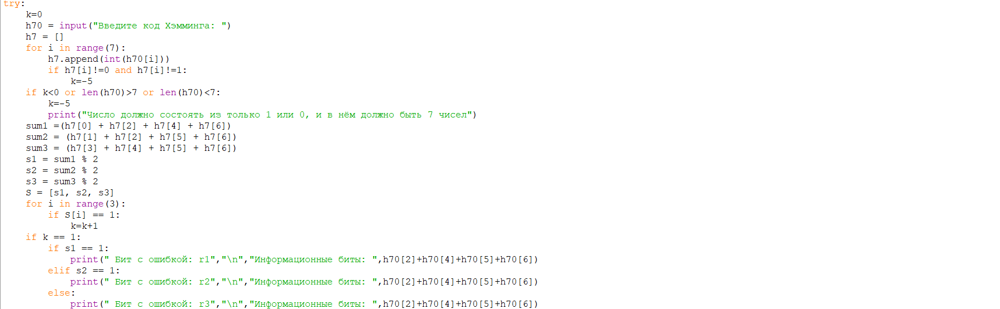 try:
    k=0
    h70 = input("Введите код Хэмминга: ")
    h7 = []
    for i in range(7):
        h7.append(int(h70[i]))
        if h7[i]!=0 and h7[i]!=1:
            k=-5
    if k<0 or len(h70)>7 or len(h70)<7:
        k=-5
        print("Число должно состоять из только 1 или 0, и в нём должно быть 7 чисел")
    sum1 =(h7[0] + h7[2] + h7[4] + h7[6])
    sum2 = (h7[1] + h7[2] + h7[5] + h7[6])
    sum3 = (h7[3] + h7[4] + h7[5] + h7[6])
    s1 = sum1 % 2
    s2 = sum2 % 2
    s3 = sum3 % 2
    S = [s1, s2, s3]
    for i in range(3):
        if S[i] == 1:
            k=k+1
    if k == 1:
        if s1 == 1:
            print(" Бит с ошибкой: r1","\n","Информационные биты: ",h70[2]+h70[4]+h70[5]+h70[6])
        elif s2 == 1:
            print(" Бит с ошибкой: r2","\n","Информационные биты: ",h70[2]+h70[4]+h70[5]+h70[6])
        else:
            print(" Бит с ошибкой: r3","\n","Информационные биты: ",h70[2]+h70[4]+h70[5]+h70[6])